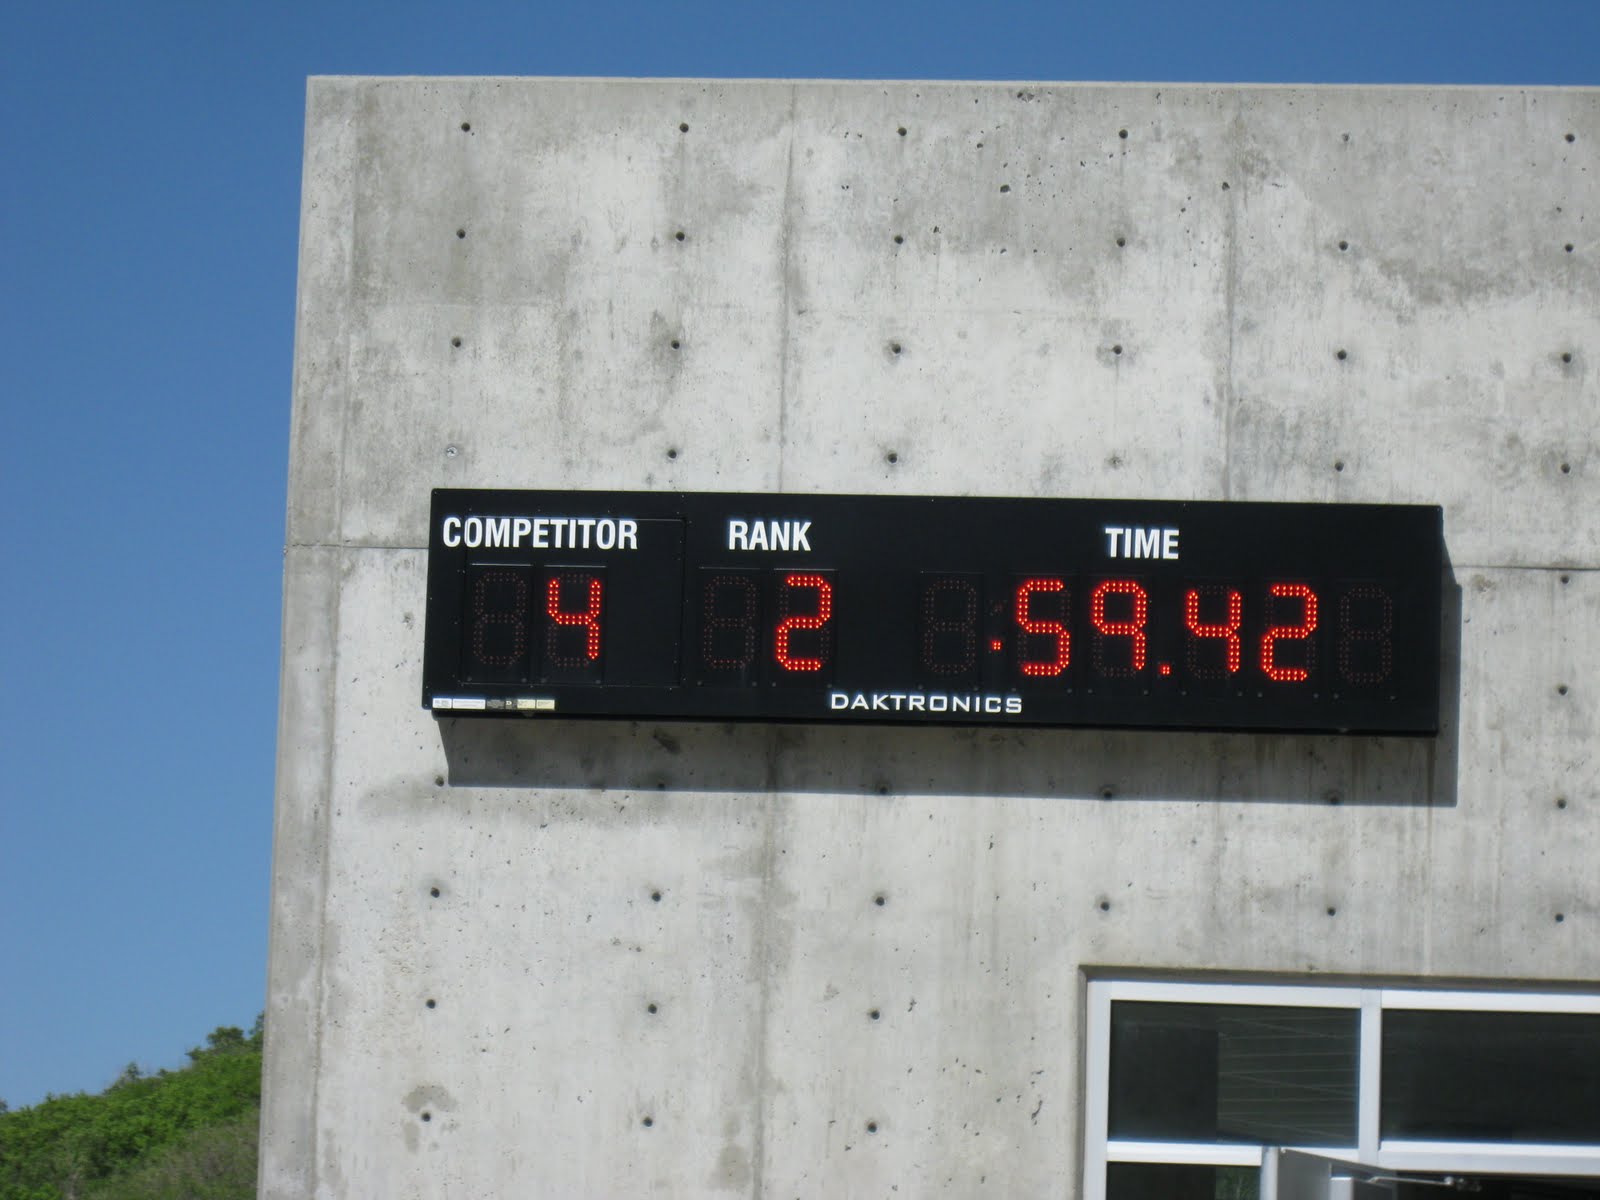 COMPETITOR RANK TIME
4 2 :59.42
DAKTRONICS